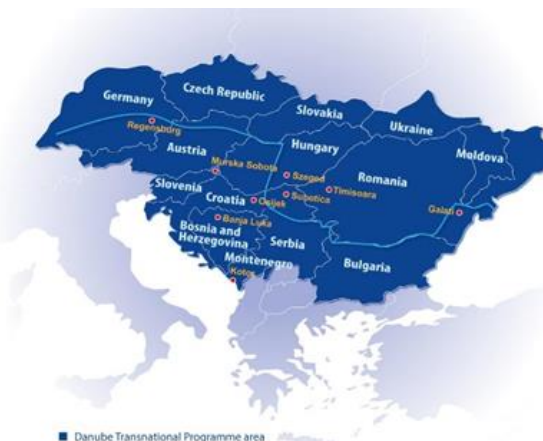 Czech Republic
Germany
Slovakia
Ukraine
Regensburg
Moldova
Hungary
Austria
Murska Sobota
Szeged
Romania
Timisoara
Slovenia
Subotica
Croatia
Osijek
Galati
Banja Luka
Bosnia and
Herzegovina
Serbia
Montenegro
Bulgaria
Kotor
Danube Transnational Programme area